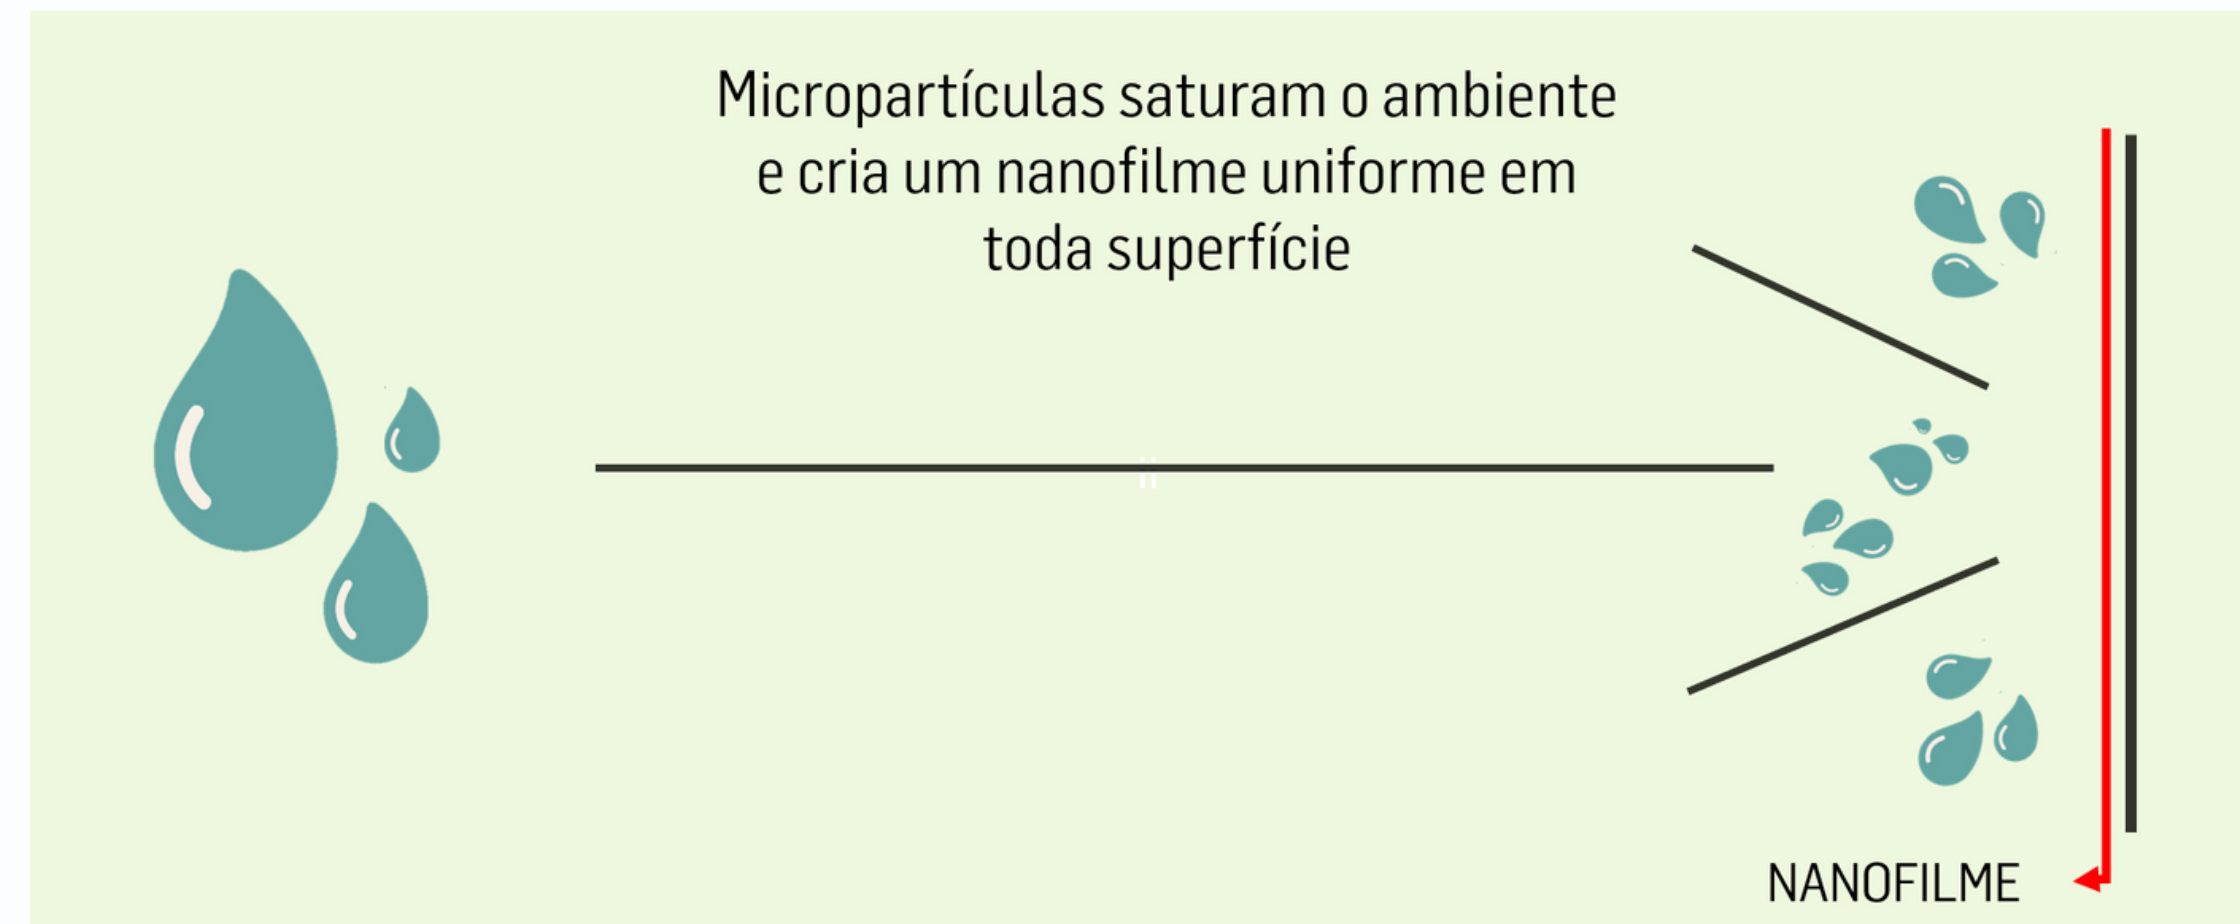 Micropartículas saturam o ambiente
e cria um nanofilme uniforme em
toda superfície
NANOFILME